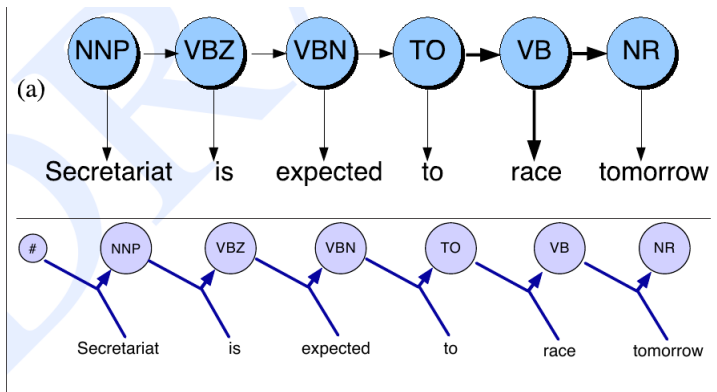 NNP VBZ VBN TO VB NR
(a)
Secretariat is expected to race tomorrow
# NNP VBZ VBN TO VB NR
Secretariat is expected to race tomorrow